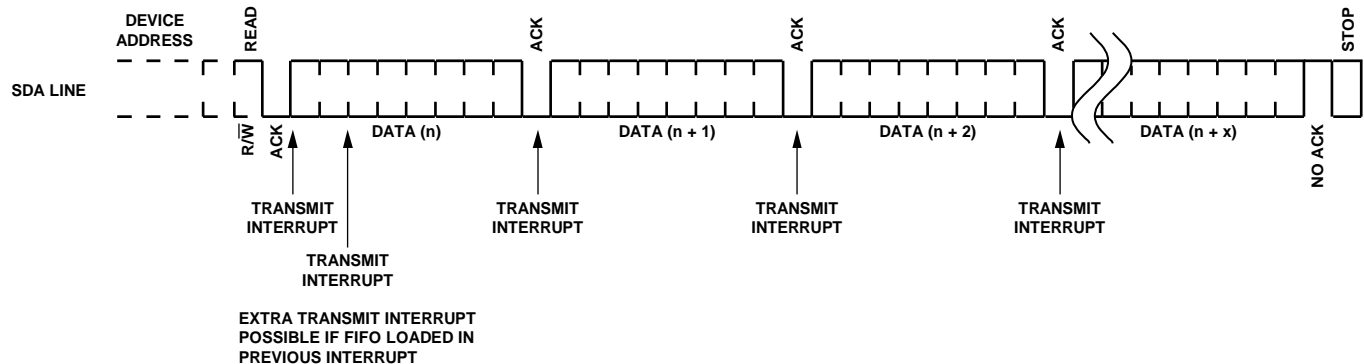 DEVICE
ADDRESS
READ
ACK
ACK
ACK
STOP
SDA LINE
R/W
ACK
DATA (n)
DATA (n + 1)
DATA (n + 2)
DATA (n + x)
NO ACK
TRANSMIT
INTERRUPT
TRANSMIT
INTERRUPT
TRANSMIT
INTERRUPT
TRANSMIT
INTERRUPT
TRANSMIT
INTERRUPT
EXTRA TRANSMIT INTERRUPT
POSSIBLE IF FIFO LOADED IN
PREVIOUS INTERRUPT